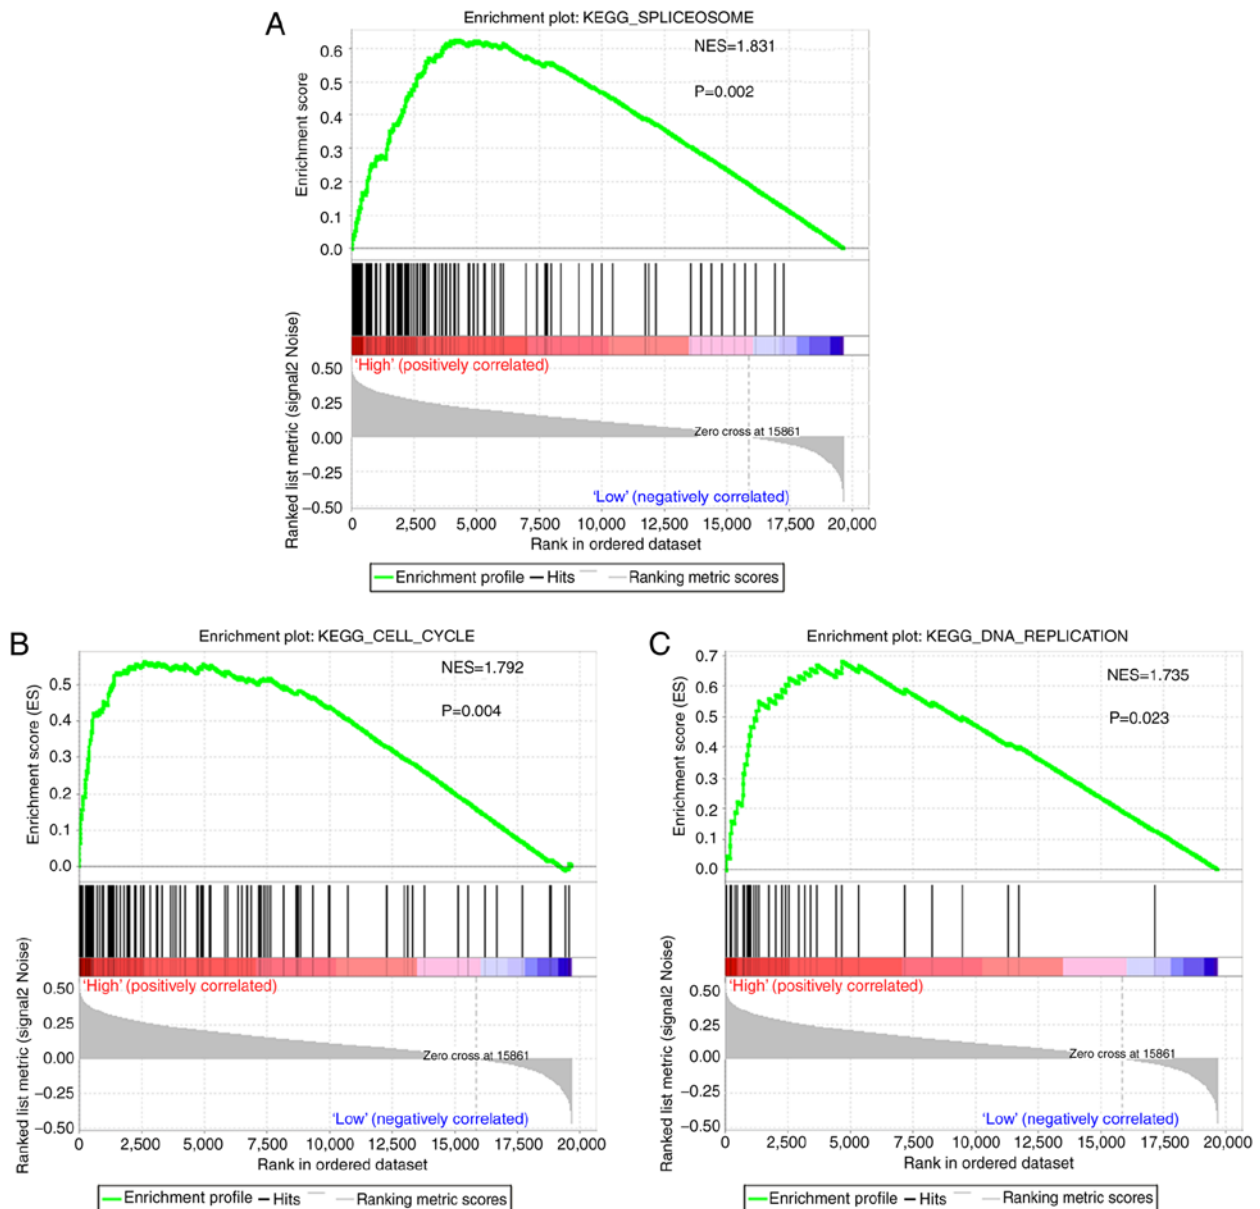 A
Enrichment plot: KEGG_SPLICEOSOME
NES=1.831
P=0.002
Enrichment score
0.6
0.5
0.4
0.3
0.2
0.1
0.0
'High' (positively correlated)
Ranked list metric (signal2 Noise)
0.50
0.25
0.00
−0.25
−0.50
Zero cross at 15861
'Low' (negatively correlated)
0 2,500 5,000 7,500 10,000 12,500 15,000 17,500 20,000
Rank in ordered dataset
Enrichment profile Hits Ranking metric scores
B
Enrichment plot: KEGG_CELL_CYCLE
NES=1.792
P=0.004
Enrichment score (ES)
0.5
0.4
0.3
0.2
0.1
0.0
'High' (positively correlated)
Ranked list metric (signal2 Noise)
0.50
0.25
0.00
−0.25
−0.50
Zero cross at 15861
'Low' (negatively correlated)
0 2,500 5,000 7,500 10,000 12,500 15,000 17,500 20,000
Rank in ordered dataset
Enrichment profile Hits Ranking metric scores
C
Enrichment plot: KEGG_DNA_REPLICATION
NES=1.735
P=0.023
Enrichment score (ES)
0.7
0.6
0.5
0.4
0.3
0.2
0.1
0.0
'High' (positively correlated)
Ranked list metric (signal2 Noise)
0.50
0.25
0.00
−0.25
−0.50
Zero cross at 15861
'Low' (negatively correlated)
0 2,500 5,000 7,500 10,000 12,500 15,000 17,500 20,000
Rank in ordered dataset
Enrichment profile Hits Ranking metric scores